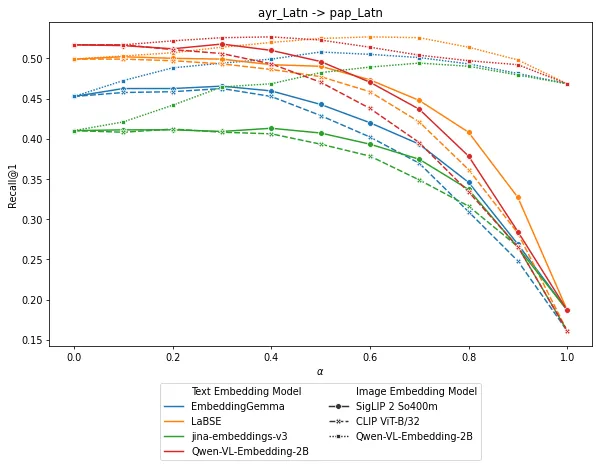 ayr_Latn -> pap_Latn
Recall@1
0.50
0.45
0.40
0.35
0.30
0.25
0.20
0.15
0.0 0.2 0.4 0.6 0.8 1.0
α
Text Embedding Model
EmbeddingGemma
LaBSE
jina-embeddings-v3
Qwen-VL-Embedding-2B
Image Embedding Model
SigLIP 2 So400m
CLIP ViT-B/32
Qwen-VL-Embedding-2B